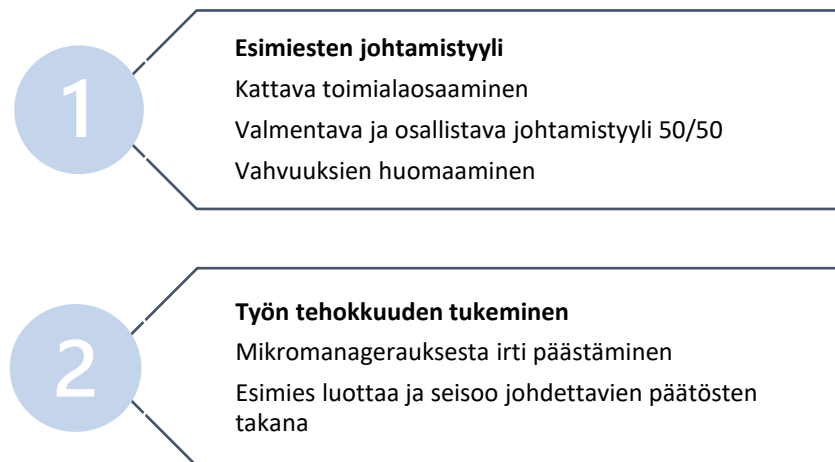 1
Esimiesten johtamistyyli
Kattava toimialaosaaminen
Valmentava ja osallistava johtamistyyli 50/50
Vahvuuksien huomaaminen
2
Työn tehokkuuden tukeminen
Mikromanagerauksesta irti päästäminen
Esimies luottaa ja seisoo johdettavien päätösten
takana